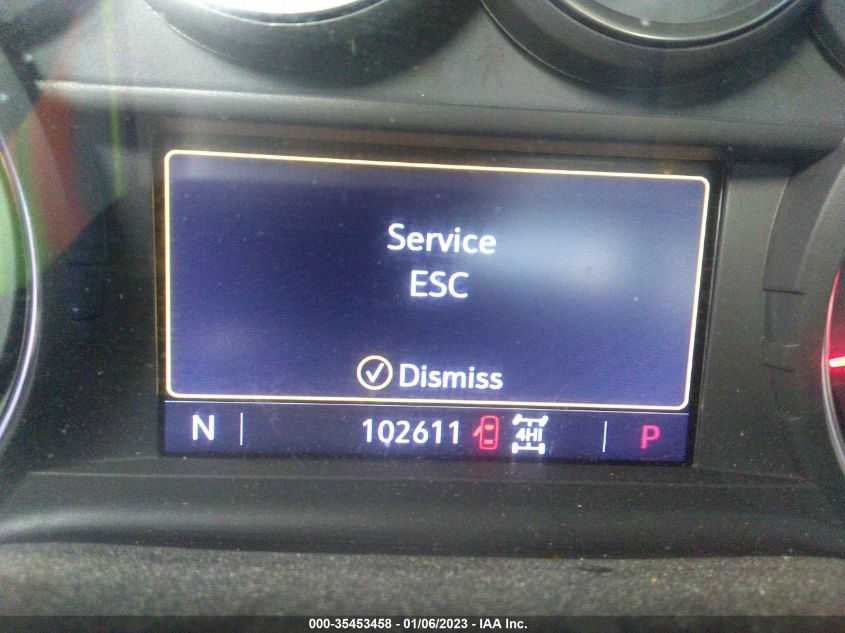 Service
ESC
Dismiss
N 102611 4HI P
000-35453458 - 01/06/2023 - IAA Inc.